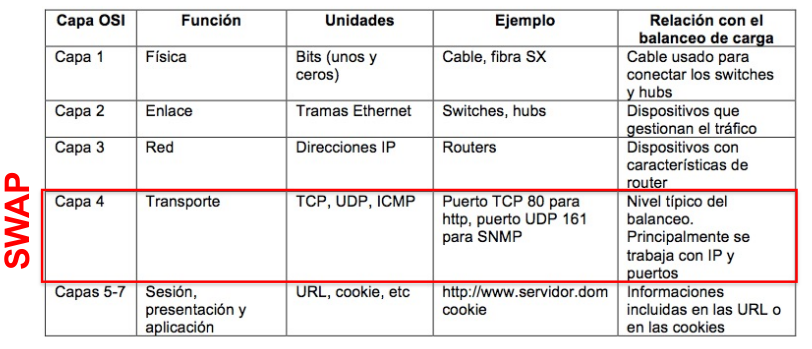 Capa OSI Función Unidades Ejemplo Relación con el
balanceo de carga
Capa 1 Física Bits (unos y Cable, fibra SX Cable usado para
ceros) conectar los switches
y hubs
Capa 2 Enlace Tramas Ethernet Switches, hubs Dispositivos que
gestionan el tráfico
Capa 3 Red Direcciones IP Routers Dispositivos con
características de
router
SWAP
Capa 4 Transporte TCP, UDP, ICMP Puerto TCP 80 para Nivel típico del
http, puerto UDP 161 balanceo.
para SNMP Principalmente se
trabaja con IP y
puertos
Capas 5-7 Sesión, URL, cookie, etc http://www.servidor.dom Informaciones
presentación y cookie incluidas en las URL o
aplicación en las cookies